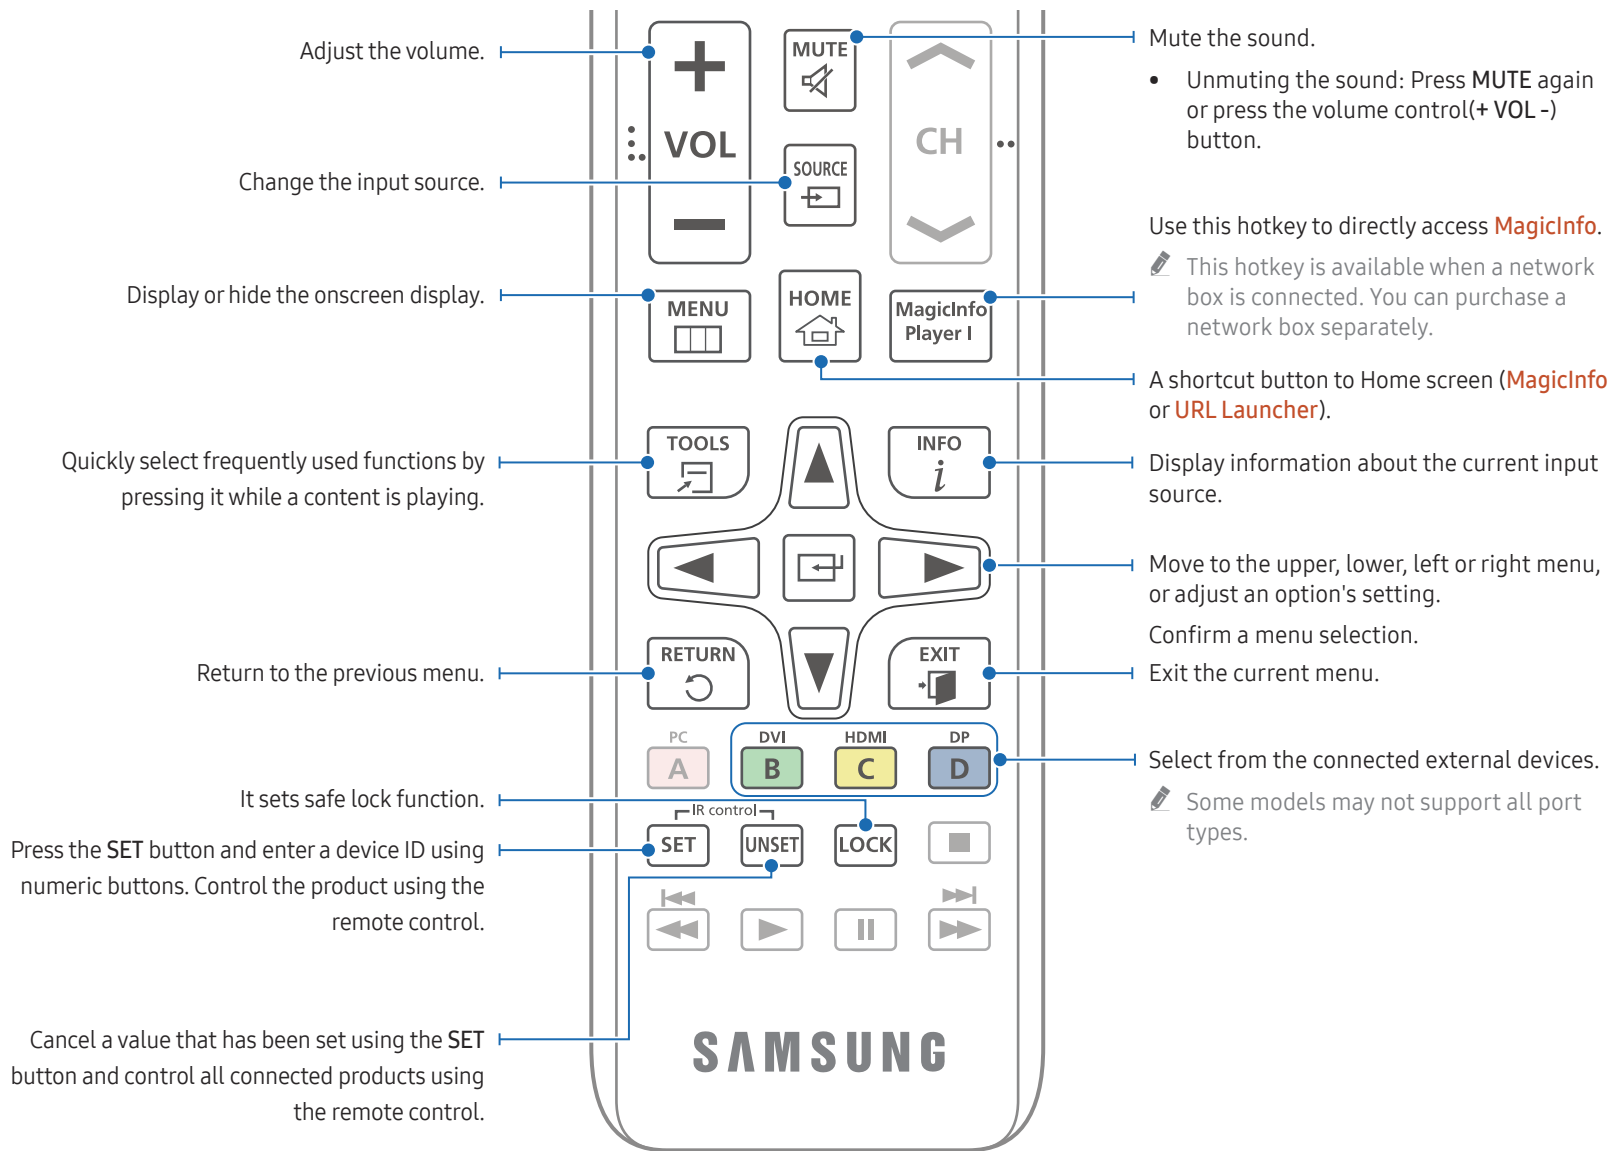 Adjust the volume.
Change the input source.
Display or hide the onscreen display.
Quickly select frequently used functions by
pressing it while a content is playing.
Return to the previous menu.
It sets safe lock function.
Press the SET button and enter a device ID using
numeric buttons. Control the product using the
remote control.
Cancel a value that has been set using the SET
button and control all connected products using
the remote control.
VOL
MUTE
SOURCE
CH
MENU
HOME
MagicInfo
Player I
TOOLS
INFO
i
RETURN
EXIT
PC
DVI
HDMI
DP
A
B
C
D
IR control
SET
UNSET
LOCK
SAMSUNG
Mute the sound.
• Unmuting the sound: Press MUTE again
or press the volume control(+ VOL -)
button.
Use this hotkey to directly access MagicInfo.
This hotkey is available when a network
box is connected. You can purchase a
network box separately.
A shortcut button to Home screen (MagicInfo
or URL Launcher).
Display information about the current input
source.
Move to the upper, lower, left or right menu,
or adjust an option's setting.
Confirm a menu selection.
Exit the current menu.
Select from the connected external devices.
Some models may not support all port
types.